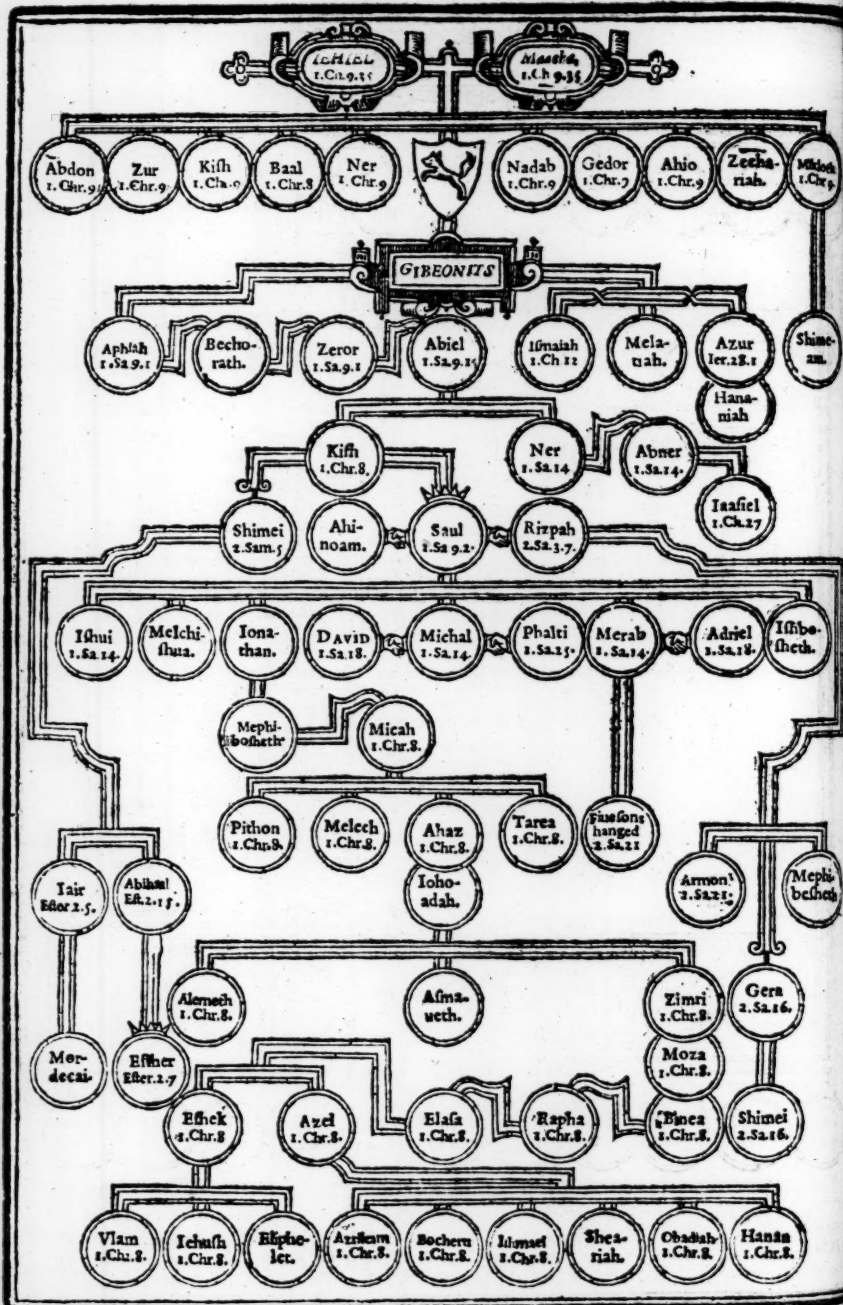 IEHIEL
1.Ch.9.35
Maacha,
1.Ch 9.35
Abdon
1.Chr.9
Zur
1.Chr.9
Kish
1.Ch.9
Baal
1.Chr.8
Ner
1.Chr.9
Nadab
1.Chr.9
Gedor
1.Chr.9
Ahio
1.Chr.9
Zecha-
riah.
1.Chr 9.
GIBEONITS
Aphiah
1.Sa 9.1
Becho-
rath.
Zeror
1.Sa.9.1
Abiel
1.Sa.9.1
Ismaiah
1.Ch 12
Mela-
tiah.
Azur
Ier.28.1
Shime-
am.
Hana-
niah
Kish
1.Chr.8.
Ner
1.Sa.14
Abner
1.Sa.14.
Iaasiel
1.Ch.27
Shimei
2.Sam.5
Ahi-
noam.
Saul
1.Sa 9.2.
Rizpah
2.Sa.3.7.
Ishui
1.Sa.14.
Melchi-
shua.
Iona-
than.
DAVID
1.Sa.18.
Michal
1.Sa.14.
Phalti
1.Sa.25.
Merab
1.Sa.14.
Adriel
1.Sa.18.
Ishbo-
sheth.
Mephi-
bosheth
Micah
1.Chr.8.
Pithon
1.Chr.8.
Melech
1.Chr.8.
Ahaz
1.Chr.8.
Tarea
1.Chr.8.
Fiue sons
hanged
2.Sa.21
Ioho-
adah.
Iair
Ester 2.5.
Abihail
Est.2.15.
Armoni
2.Sa.21.
Mephi-
besheth
Alemeth
1.Chr.8.
Asma-
ueth.
Zimri
1.Chr.8.
Gera
2.Sa.16.
Mor-
decai.
Esther
Ester.2.7
Moza
1.Chr.8.
Eshek
1.Chr.8
Azel
1.Chr.8.
Elasa
1.Chr.8.
Rapha
1.Chr.8.
Binea
1.Chr.8.
Shimei
2.Sa.16.
Vlam
1.Chr.8.
Iehush
1.Chr.8.
Eliphe-
let.
Azrikam
1.Chr.8.
Bocheru
1.Chr.8.
Ishmael
1.Chr.8.
Shea-
riah.
Obadiah
1.Chr.8.
Hanan
1.Chr.8.